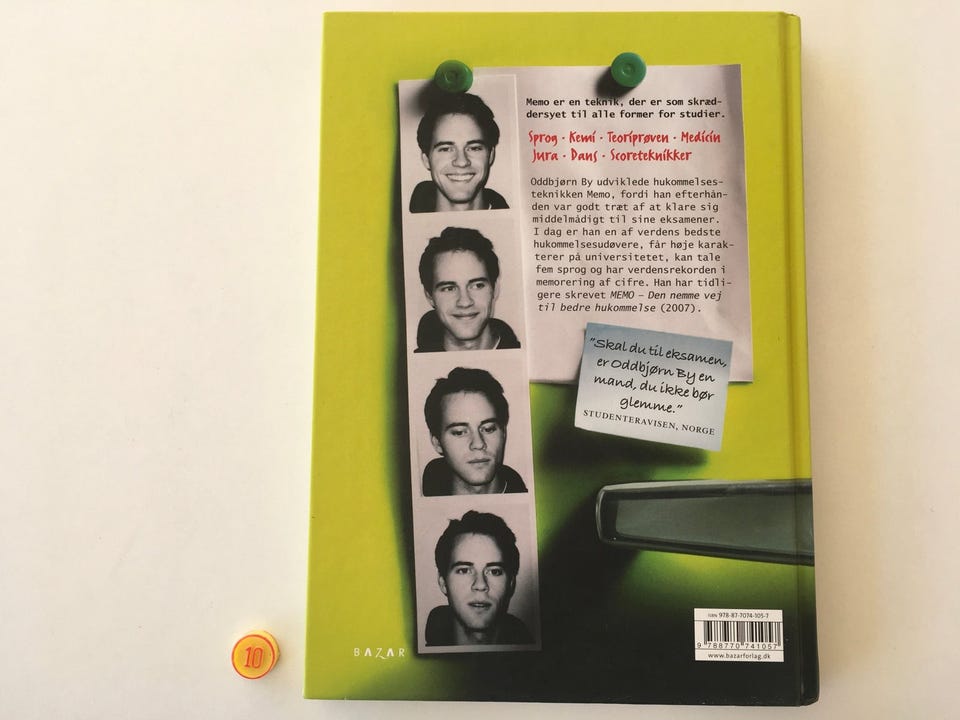 Memo er en teknik, der er som skræd-
dersyet til alle former for studier.
Sprog · Kemi · Teoriprøven · Medicin
Jura · Dans · Scoreteknikker
Oddbjørn By udviklede hukommelses-
teknikken Memo, fordi han efterhån-
den var godt træt af at klare sig
middelmådigt til sine eksamener.
I dag er han en af verdens bedste
hukommelsesudøvere, får høje karak-
terer på universitetet, kan tale
fem sprog og har verdensrekorden i
memorering af cifre. Han har tidli-
gere skrevet MEMO – Den nemme vej
til bedre hukommelse (2007).
"Skal du til eksamen,
er Oddbjørn By en
mand, du ikke bør
glemme."
STUDENTERAVISEN, NORGE
ISBN 978-87-7074-105-7
9 788770 741057
www.bazarforlag.dk
BAZAR
10